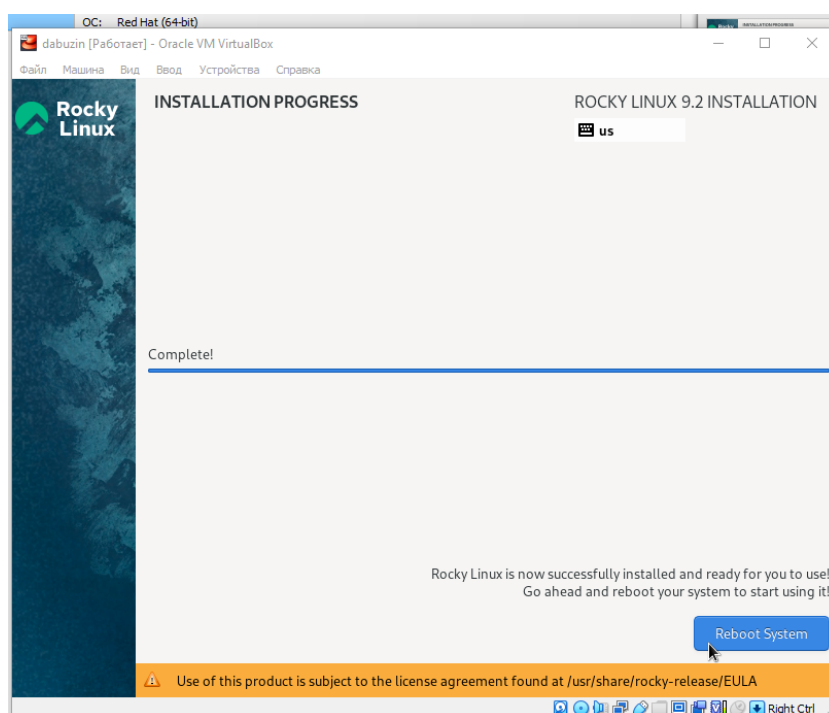 ОС: Red Hat (64-bit)
dabuzin [Работает] - Oracle VM VirtualBox
Файл Машина Вид Ввод Устройства Справка
Rocky
Linux
INSTALLATION PROGRESS
ROCKY LINUX 9.2 INSTALLATION
us
Complete!
Rocky Linux is now successfully installed and ready for you to use!
Go ahead and reboot your system to start using it!
Reboot System
Use of this product is subject to the license agreement found at /usr/share/rocky-release/EULA
Right Ctrl